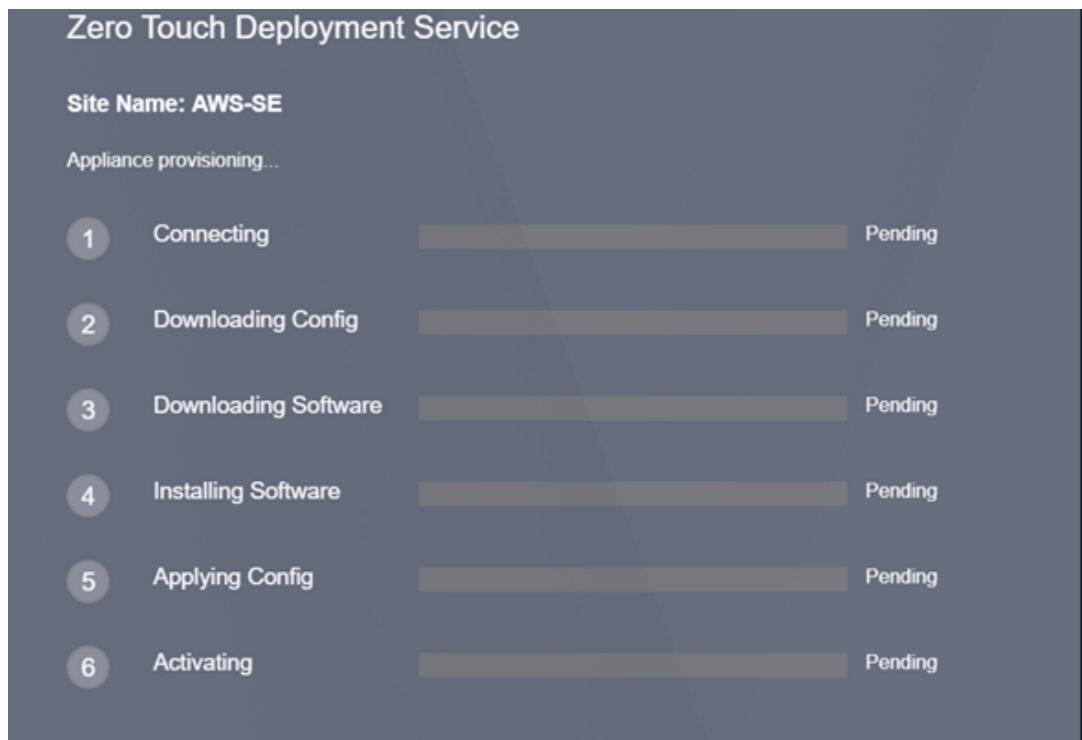 Zero Touch Deployment Service
Site Name: AWS-SE
Appliance provisioning...
1 Connecting Pending
2 Downloading Config Pending
3 Downloading Software Pending
4 Installing Software Pending
5 Applying Config Pending
6 Activating Pending